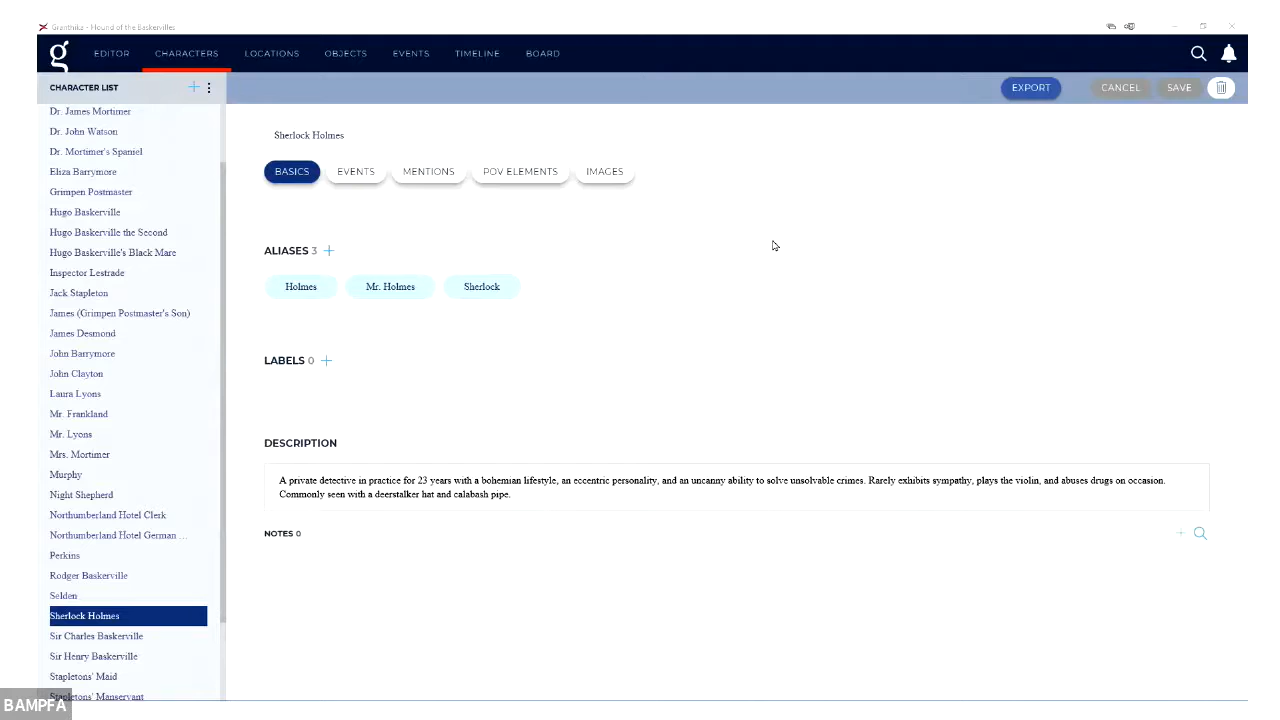 Granthika - Hound of the Baskervilles
g EDITOR CHARACTERS LOCATIONS OBJECTS EVENTS TIMELINE BOARD
CHARACTER LIST
EXPORT CANCEL SAVE
Dr. James Mortimer
Dr. John Watson
Dr. Mortimer's Spaniel
Eliza Barrymore
Grimpen Postmaster
Hugo Baskerville
Hugo Baskerville the Second
Hugo Baskerville's Black Mare
Inspector Lestrade
Jack Stapleton
James (Grimpen Postmaster's Son)
James Desmond
John Barrymore
John Clayton
Laura Lyons
Mr. Frankland
Mr. Lyons
Mrs. Mortimer
Murphy
Night Shepherd
Northumberland Hotel Clerk
Northumberland Hotel German ...
Perkins
Rodger Baskerville
Selden
Sherlock Holmes
Sir Charles Baskerville
Sir Henry Baskerville
Stapletons' Maid
Stapletons' Manservant
Sherlock Holmes
BASICS EVENTS MENTIONS POV ELEMENTS IMAGES
ALIASES 3
Holmes Mr. Holmes Sherlock
LABELS 0
DESCRIPTION
A private detective in practice for 23 years with a bohemian lifestyle, an eccentric personality, and an uncanny ability to solve unsolvable crimes. Rarely exhibits sympathy, plays the violin, and abuses drugs on occasion.
Commonly seen with a deerstalker hat and calabash pipe.
NOTES 0
BAMPFA